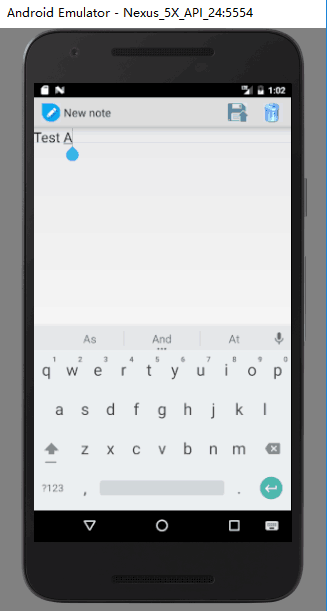 Android Emulator - Nexus_5X_API_24:5554
1:02
New note
Test A
As And At
1 2 3 4 5 6 7 8 9 0
q w e r t y u i o p
a s d f g h j k l
z x c v b n m
?123 , .